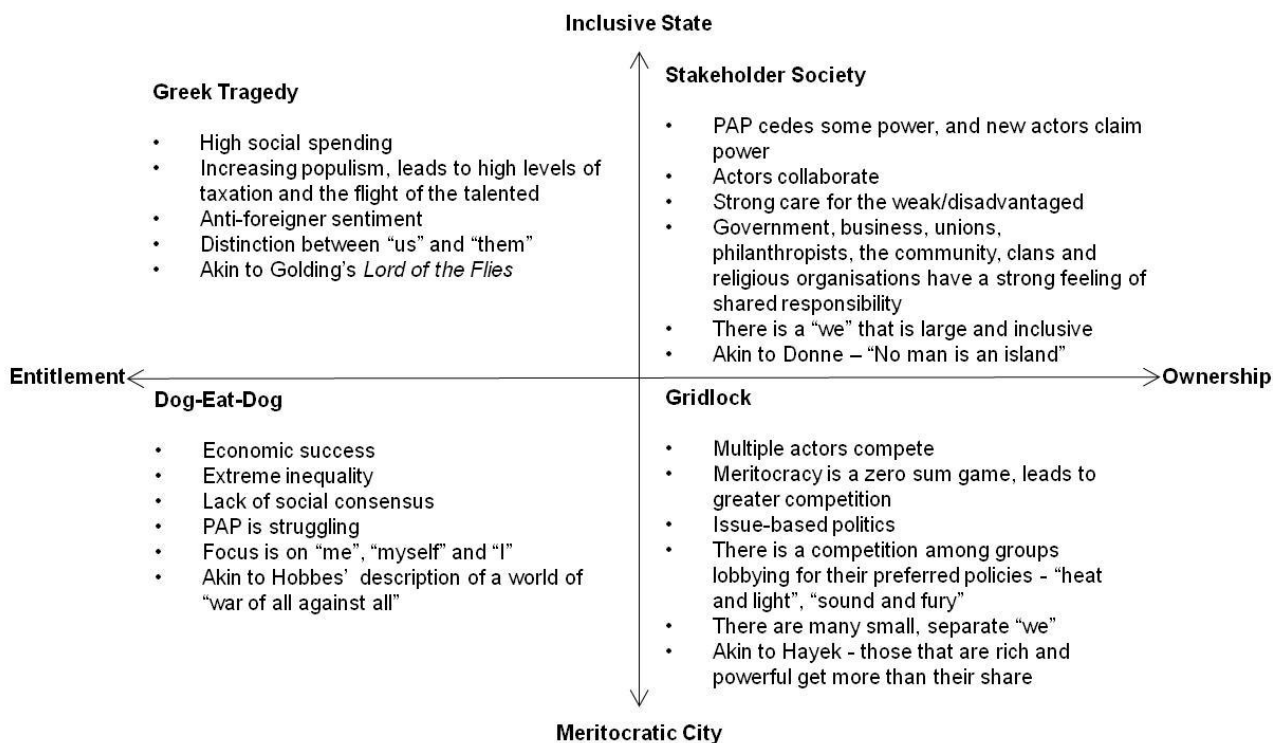 Inclusive State
Greek Tragedy
• High social spending
• Increasing populism, leads to high levels of
taxation and the flight of the talented
• Anti-foreigner sentiment
• Distinction between “us” and “them”
• Akin to Golding’s Lord of the Flies
Stakeholder Society
• PAP cedes some power, and new actors claim
power
• Actors collaborate
• Strong care for the weak/disadvantaged
• Government, business, unions,
philanthropists, the community, clans and
religious organisations have a strong feeling of
shared responsibility
• There is a “we” that is large and inclusive
• Akin to Donne – “No man is an island”
Entitlement
Ownership
Dog-Eat-Dog
• Economic success
• Extreme inequality
• Lack of social consensus
• PAP is struggling
• Focus is on “me”, “myself” and “I”
• Akin to Hobbes’ description of a world of
“war of all against all”
Gridlock
• Multiple actors compete
• Meritocracy is a zero sum game, leads to
greater competition
• Issue-based politics
• There is a competition among groups
lobbying for their preferred policies - “heat
and light”, “sound and fury”
• There are many small, separate “we”
• Akin to Hayek - those that are rich and
powerful get more than their share
Meritocratic City